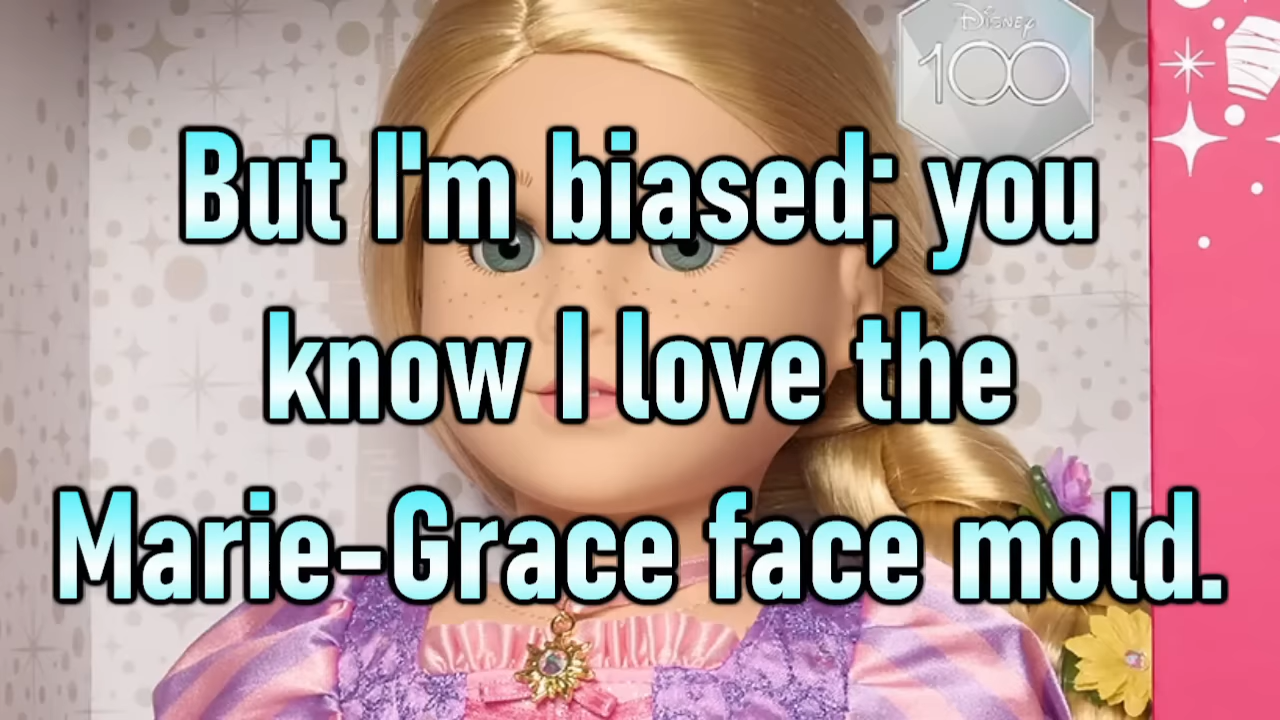 Disney
100
But I'm biased; you
know I love the
Marie-Grace face mold.